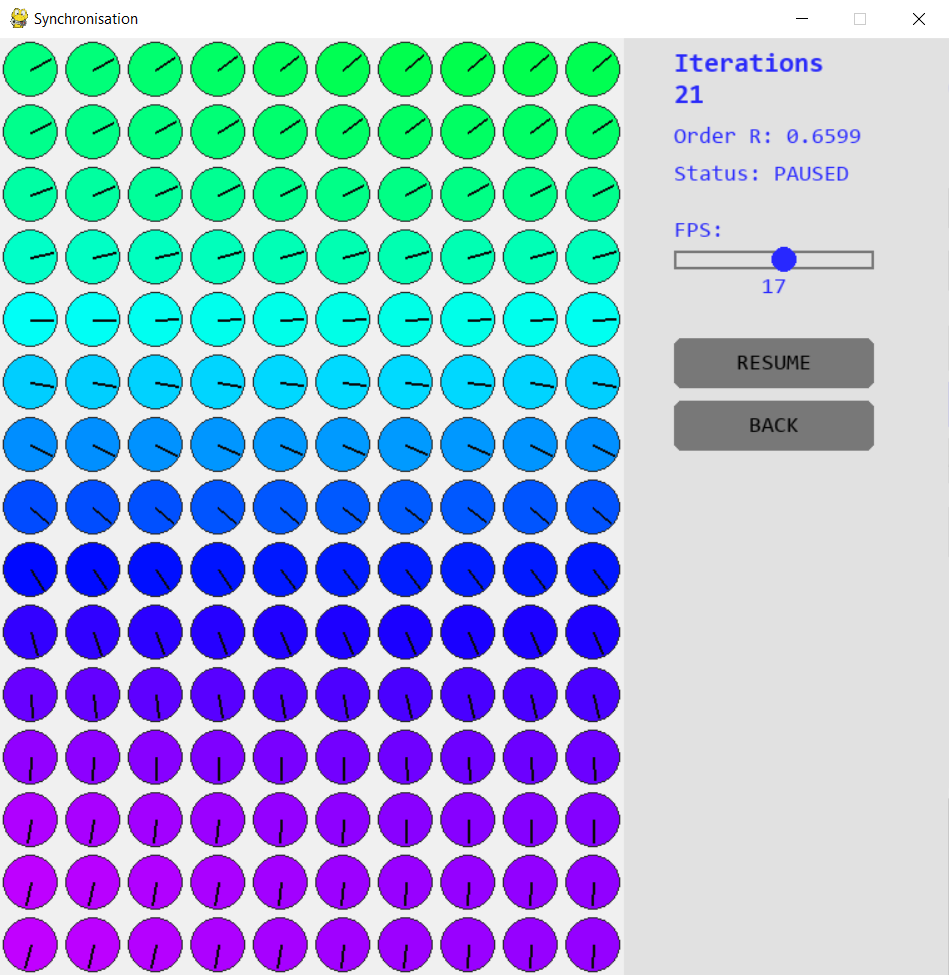 Synchronisation
Iterations
21
Order R: 0.6599
Status: PAUSED
FPS:
17
RESUME
BACK